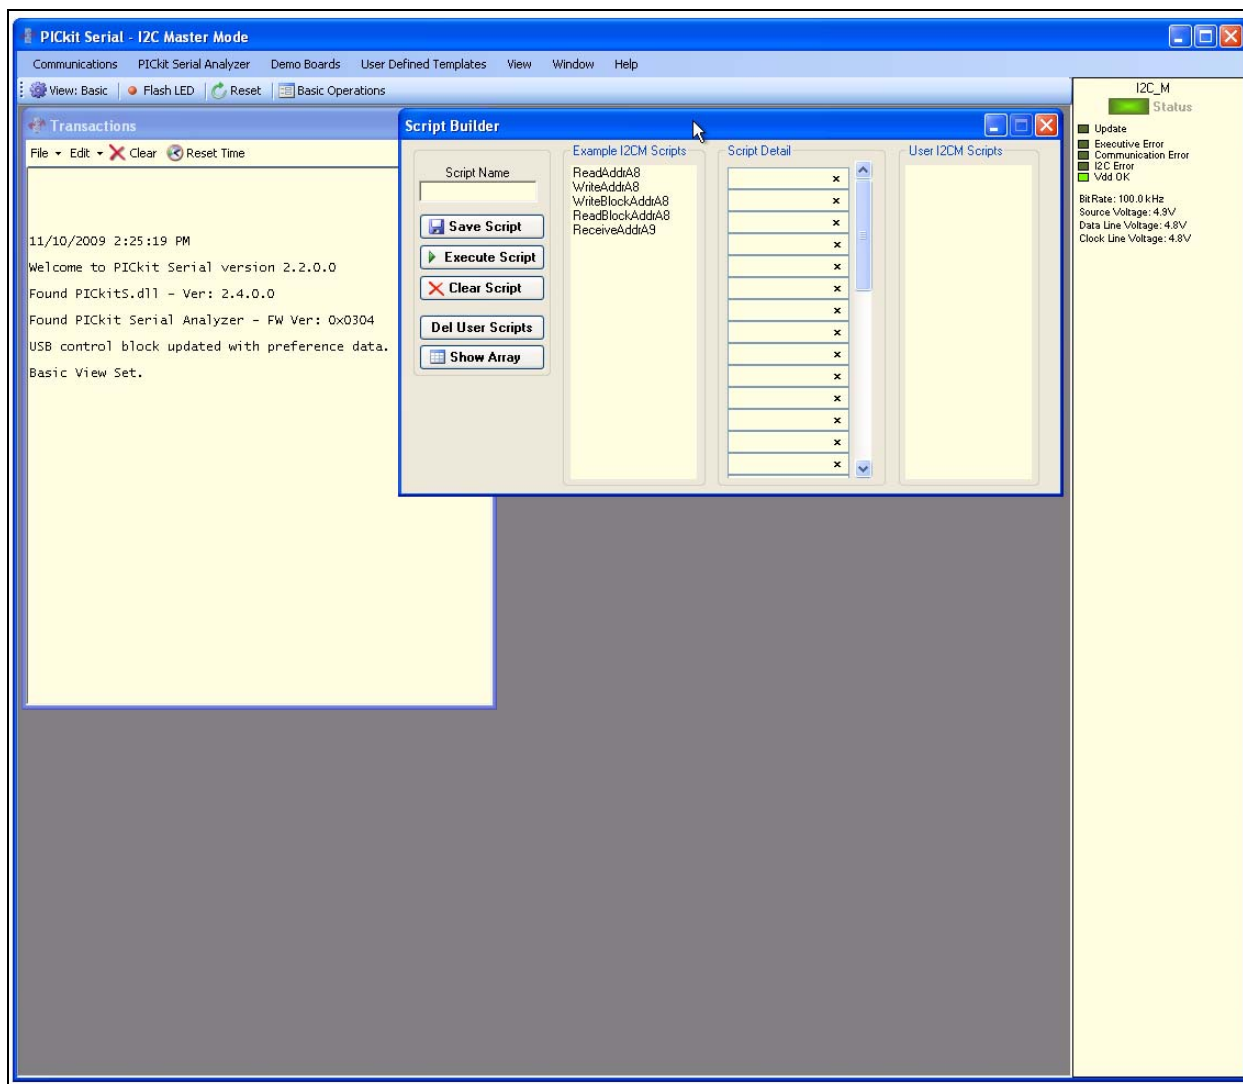 PICkit Serial - I2C Master Mode
Communications PICkit Serial Analyzer Demo Boards User Defined Templates View Window Help
View: Basic Flash LED Reset Basic Operations
Transactions
File Edit Clear Reset Time
11/10/2009 2:25:19 PM
Welcome to PICkit Serial version 2.2.0.0
Found PICkitS.dll - Ver: 2.4.0.0
Found PICkit Serial Analyzer - FW Ver: 0x0304
USB control block updated with preference data.
Basic View Set.
Script Builder
Script Name
Save Script
Execute Script
Clear Script
Del User Scripts
Show Array
Example I2CM Scripts
ReadAddrA8
WriteAddrA8
WriteBlockAddrA8
ReadBlockAddrA8
ReceiveAddrA9
Script Detail
User I2CM Scripts
I2C_M
Status
Update
Executive Error
Communication Error
I2C Error
Vdd OK
BitRate: 100.0 kHz
Source Voltage: 4.9V
Data Line Voltage: 4.8V
Clock Line Voltage: 4.8V